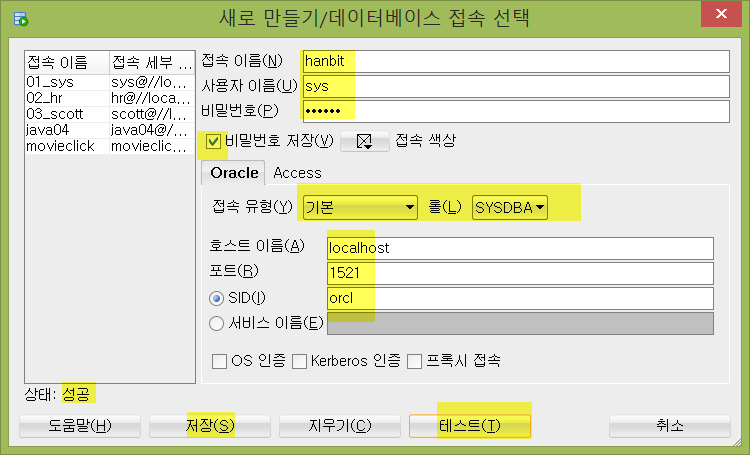 새로 만들기/데이터베이스 접속 선택
접속 이름 접속 세부 ...
01_sys sys@//lo...
02_hr hr@//loca...
03_scott scott@//l...
java04 java04@/...
movieclick movieclic...
접속 이름(N) hanbit
사용자 이름(U) sys
비밀번호(P) ••••••
비밀번호 저장(V) 접속 색상
Oracle Access
접속 유형(Y) 기본 롤(L) SYSDBA
호스트 이름(A) localhost
포트(R) 1521
SID(I) orcl
서비스 이름(E)
OS 인증 Kerberos 인증 프록시 접속
상태: 성공
도움말(H) 저장(S) 지우기(C) 테스트(T) 취소